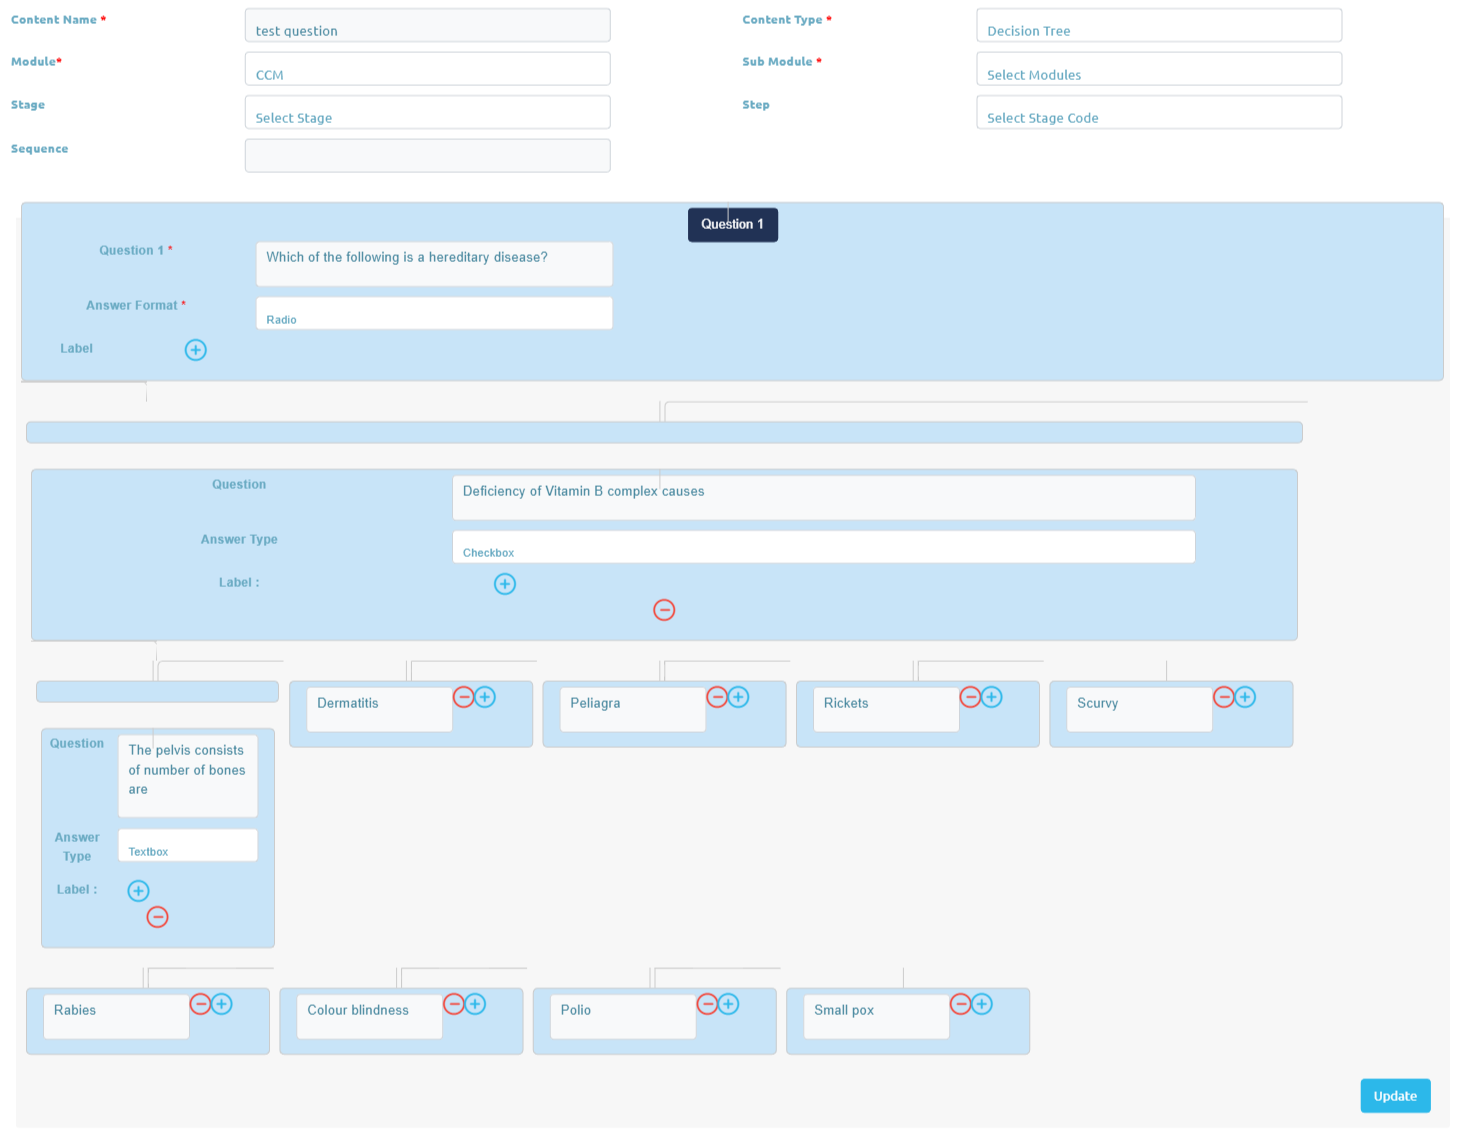 Content Name *
test question
Content Type *
Decision Tree
Module*
CCM
Sub Module *
Select Modules
Stage
Select Stage
Step
Select Stage Code
Sequence
Question 1
Question 1 *
Which of the following is a hereditary disease?
Answer Format *
Radio
Label
Question
Deficiency of Vitamin B complex causes
Answer Type
Checkbox
Label :
Dermatitis
Peliagra
Rickets
Scurvy
Question
The pelvis consists
of number of bones
are
Answer
Type
Textbox
Label :
Rabies
Colour blindness
Polio
Small pox
Update